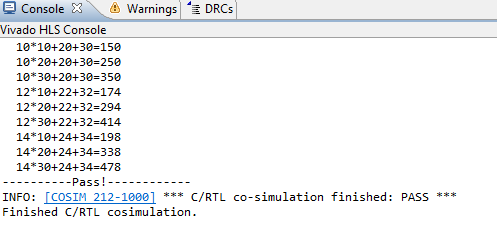 Console Warnings DRCs
Vivado HLS Console
10*10+20+30=150
10*20+20+30=250
10*30+20+30=350
12*10+22+32=174
12*20+22+32=294
12*30+22+32=414
14*10+24+34=198
14*20+24+34=338
14*30+24+34=478
----------Pass!------------
INFO: [COSIM 212-1000] *** C/RTL co-simulation finished: PASS ***
Finished C/RTL cosimulation.